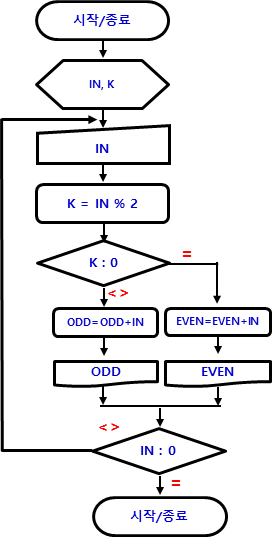 시작/종료
IN, K
IN
K = IN % 2
K : 0
=
< >
ODD=ODD+IN
EVEN=EVEN+IN
ODD
EVEN
< >
IN : 0
=
시작/종료